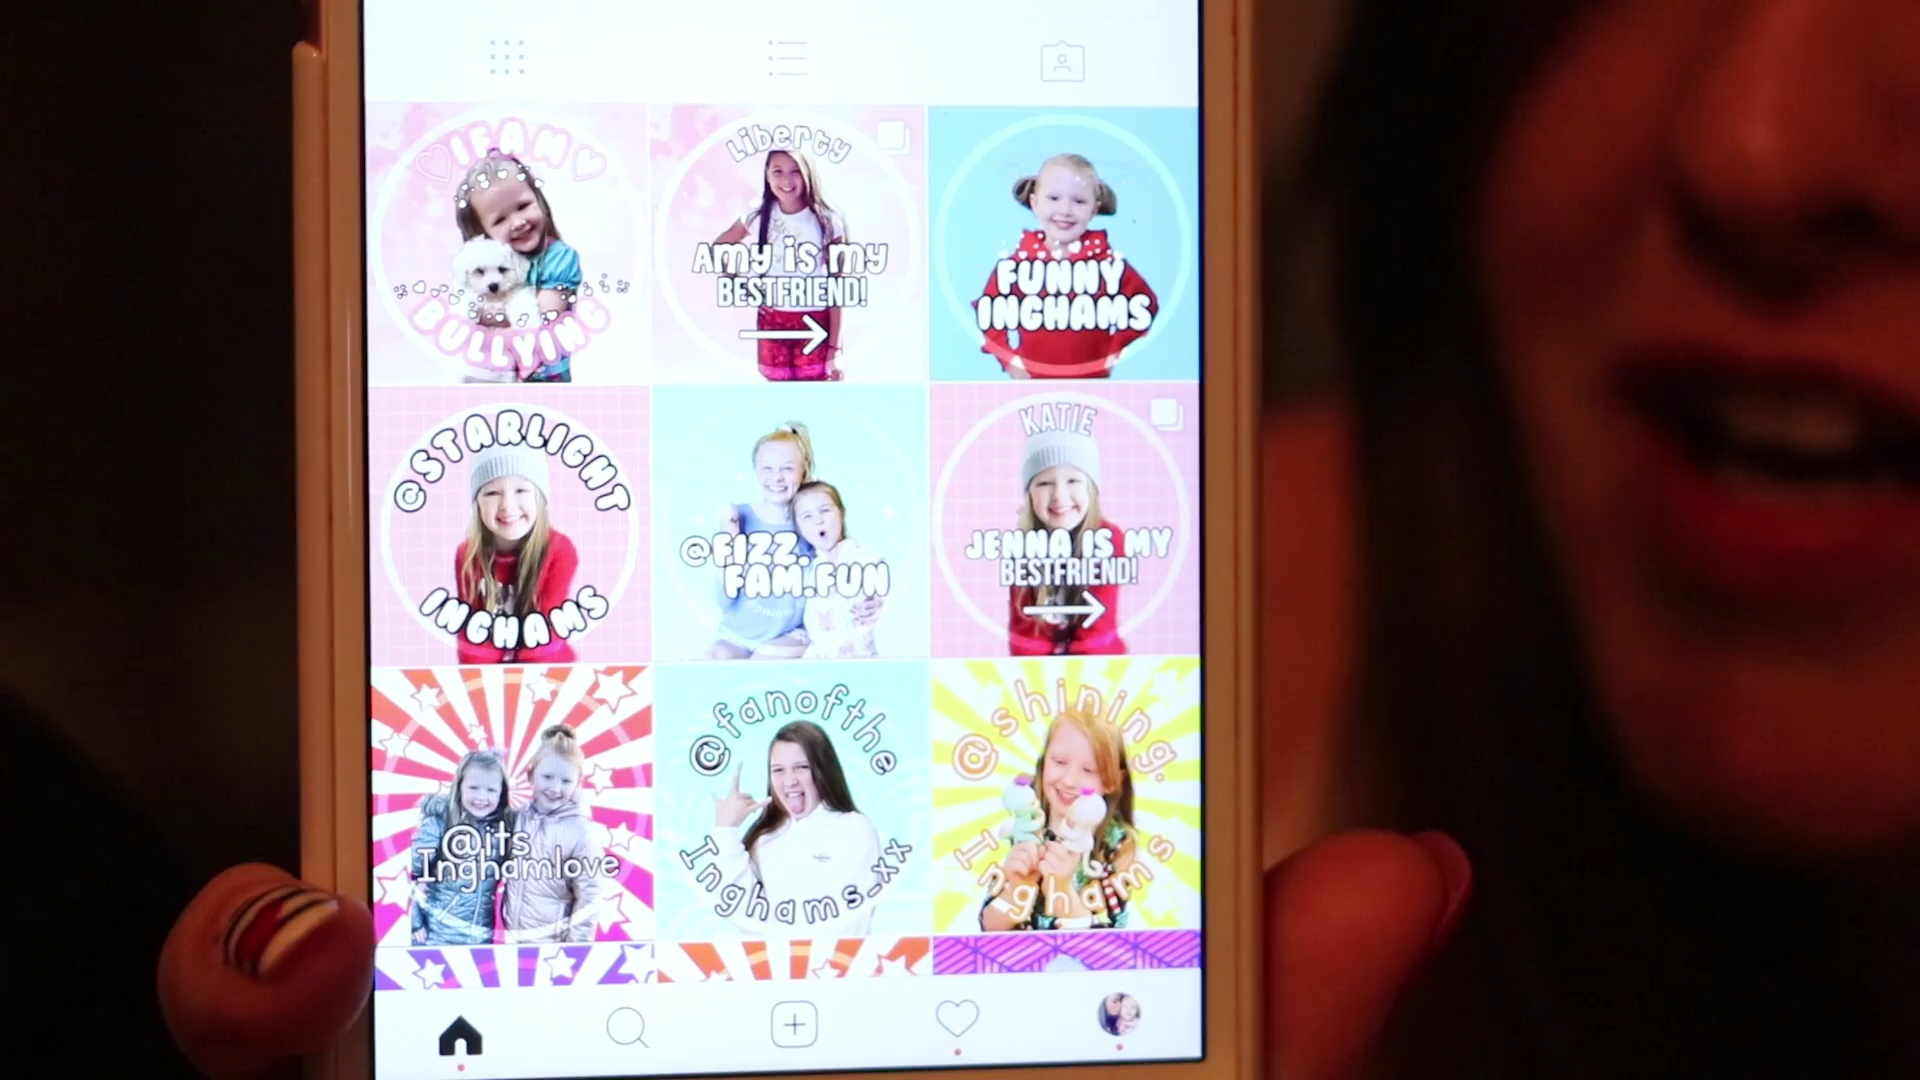 IFAM
BULLYING
Liberty
Amy is my
BESTFRIEND!
FUNNY
INGHAMS
@STARLIGHT
INGHAMS
@FIZZ.
FAM.FUN
KATIE
JENNA IS MY
BESTFRIEND!
@its
Inghamlove
@fanofthe
Inghams_xx
@shining.
Inghams